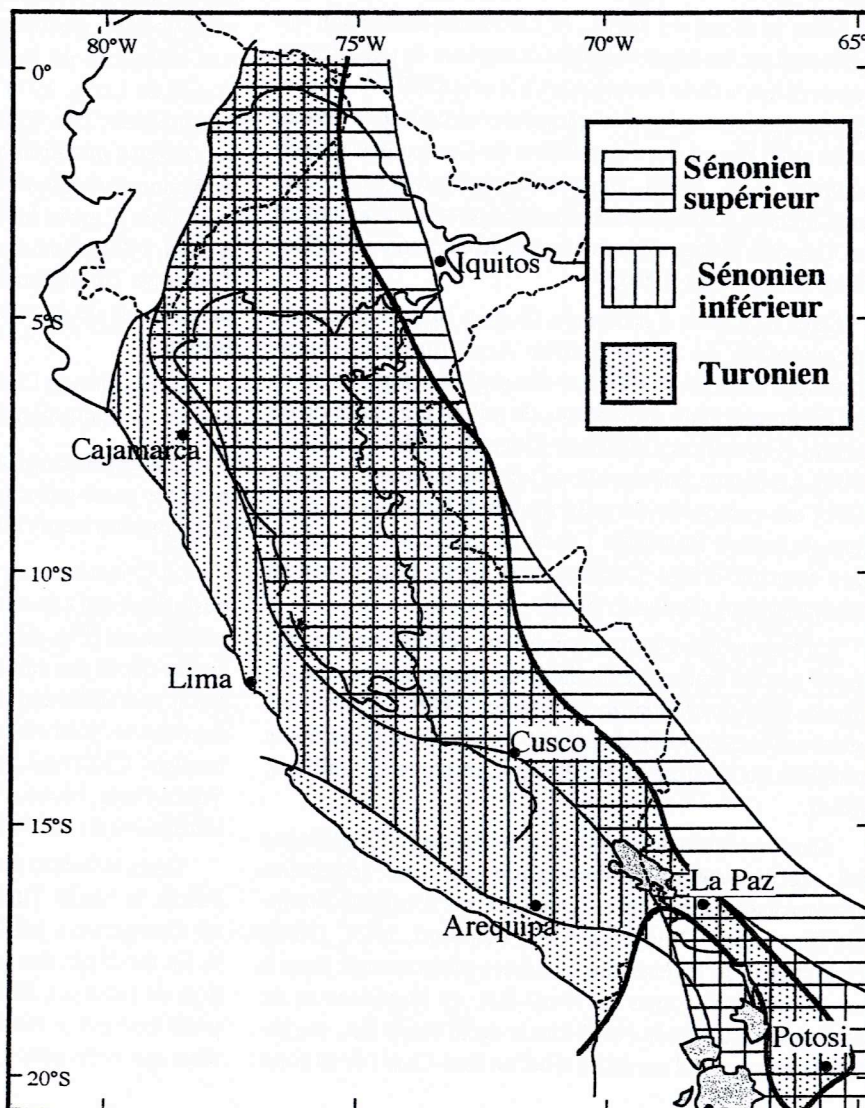 80°W 75°W 70°W 65°
0°
Sénonien
supérieur
Iquitos
Sénonien
inférieur
5°S
Turonien
Cajamarca
10°S
Lima
Cusco
15°S
La Paz
Arequipa
Potosi
20°S